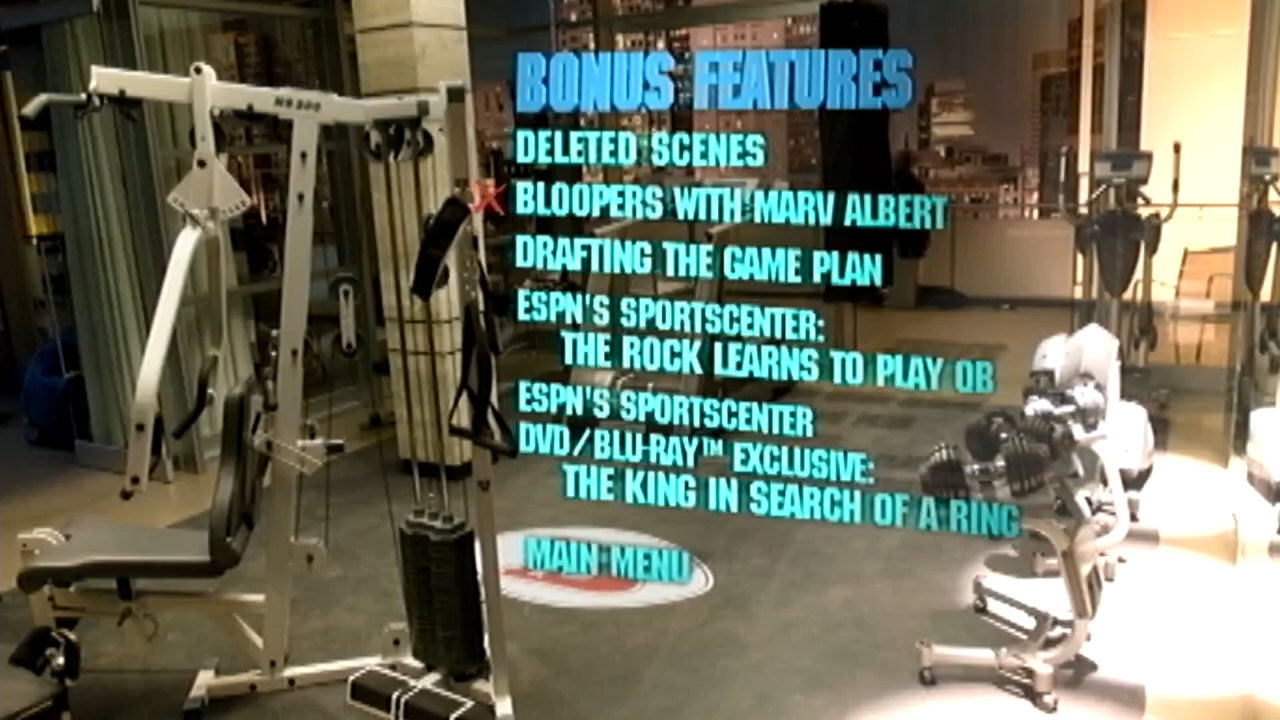 BONUS FEATURES
DELETED SCENES
BLOOPERS WITH MARV ALBERT
DRAFTING THE GAME PLAN
ESPN'S SPORTSCENTER:
THE ROCK LEARNS TO PLAY QB
ESPN'S SPORTSCENTER
DVD/BLU-RAY™ EXCLUSIVE:
THE KING IN SEARCH OF A RING
MAIN MENU